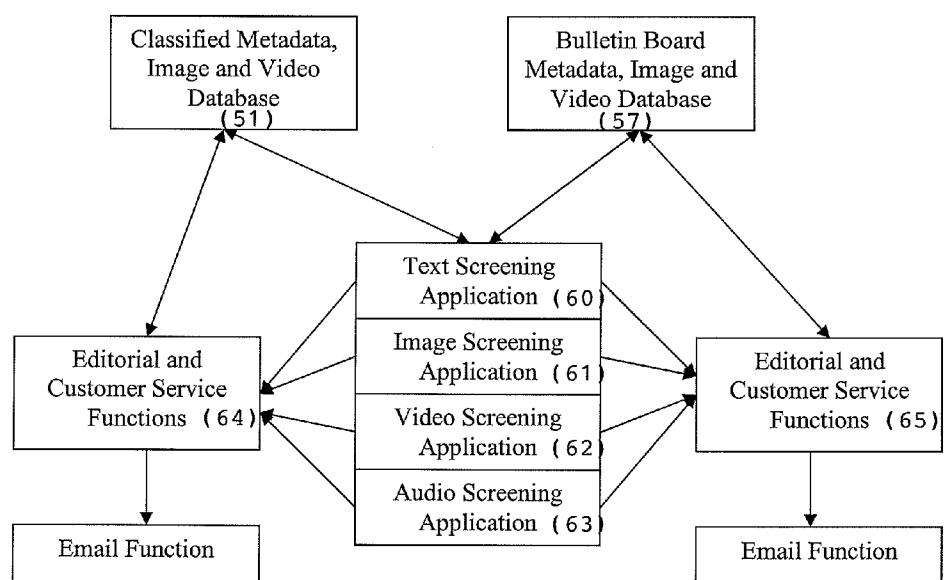 Classified Metadata,
Image and Video
Database
(51)
Bulletin Board
Metadata, Image and
Video Database
(57)
Text Screening
Application (60)
Image Screening
Application (61)
Video Screening
Application (62)
Audio Screening
Application (63)
Editorial and
Customer Service
Functions (64)
Editorial and
Customer Service
Functions (65)
Email Function
Email Function